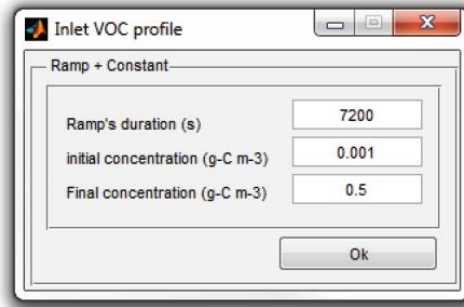 Inlet VOC profile
Ramp + Constant
Ramp's duration (s) 7200
initial concentration (g-C m-3) 0.001
Final concentration (g-C m-3) 0.5
Ok